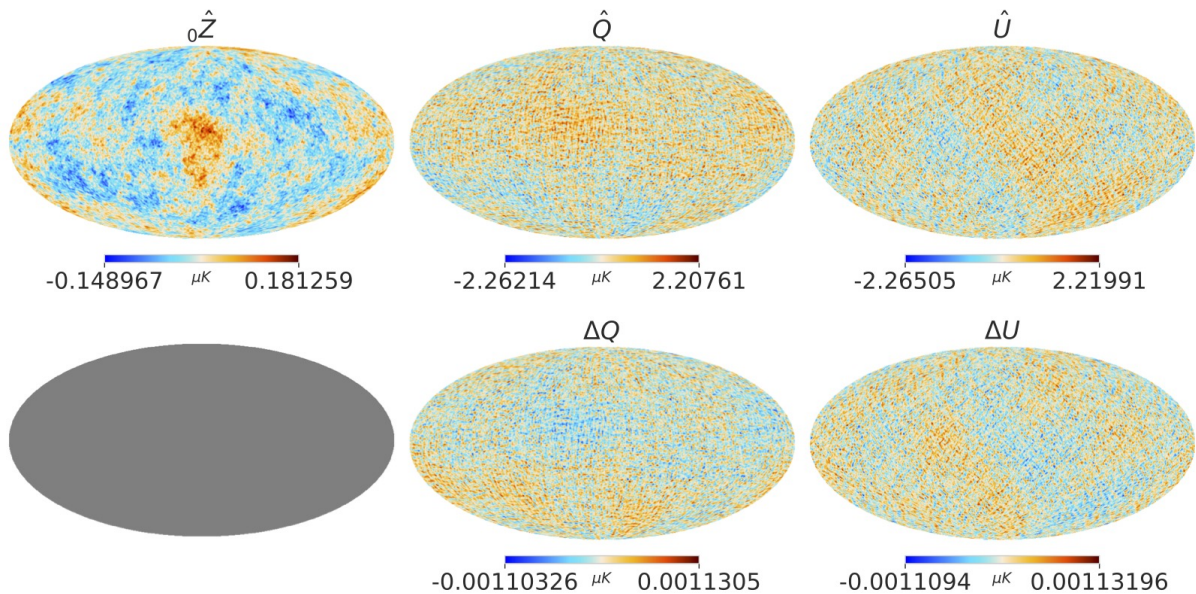 ₀Ẑ Q̂ Û
-0.148967 μK 0.181259 -2.26214 μK 2.20761 -2.26505 μK 2.21991
ΔQ ΔU
-0.00110326 μK 0.0011305 -0.0011094 μK 0.00113196